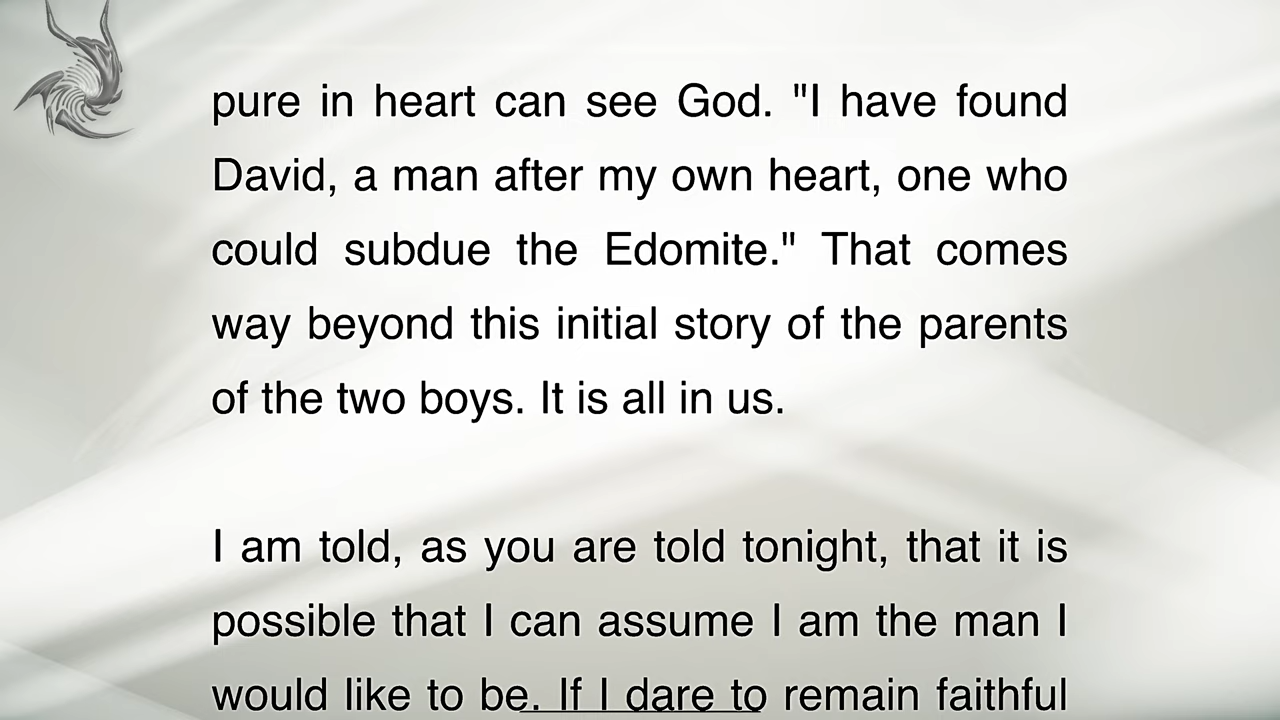 pure in heart can see God. "I have found
David, a man after my own heart, one who
could subdue the Edomite." That comes
way beyond this initial story of the parents
of the two boys. It is all in us.
I am told, as you are told tonight, that it is
possible that I can assume I am the man I
would like to be. If I dare to remain faithful